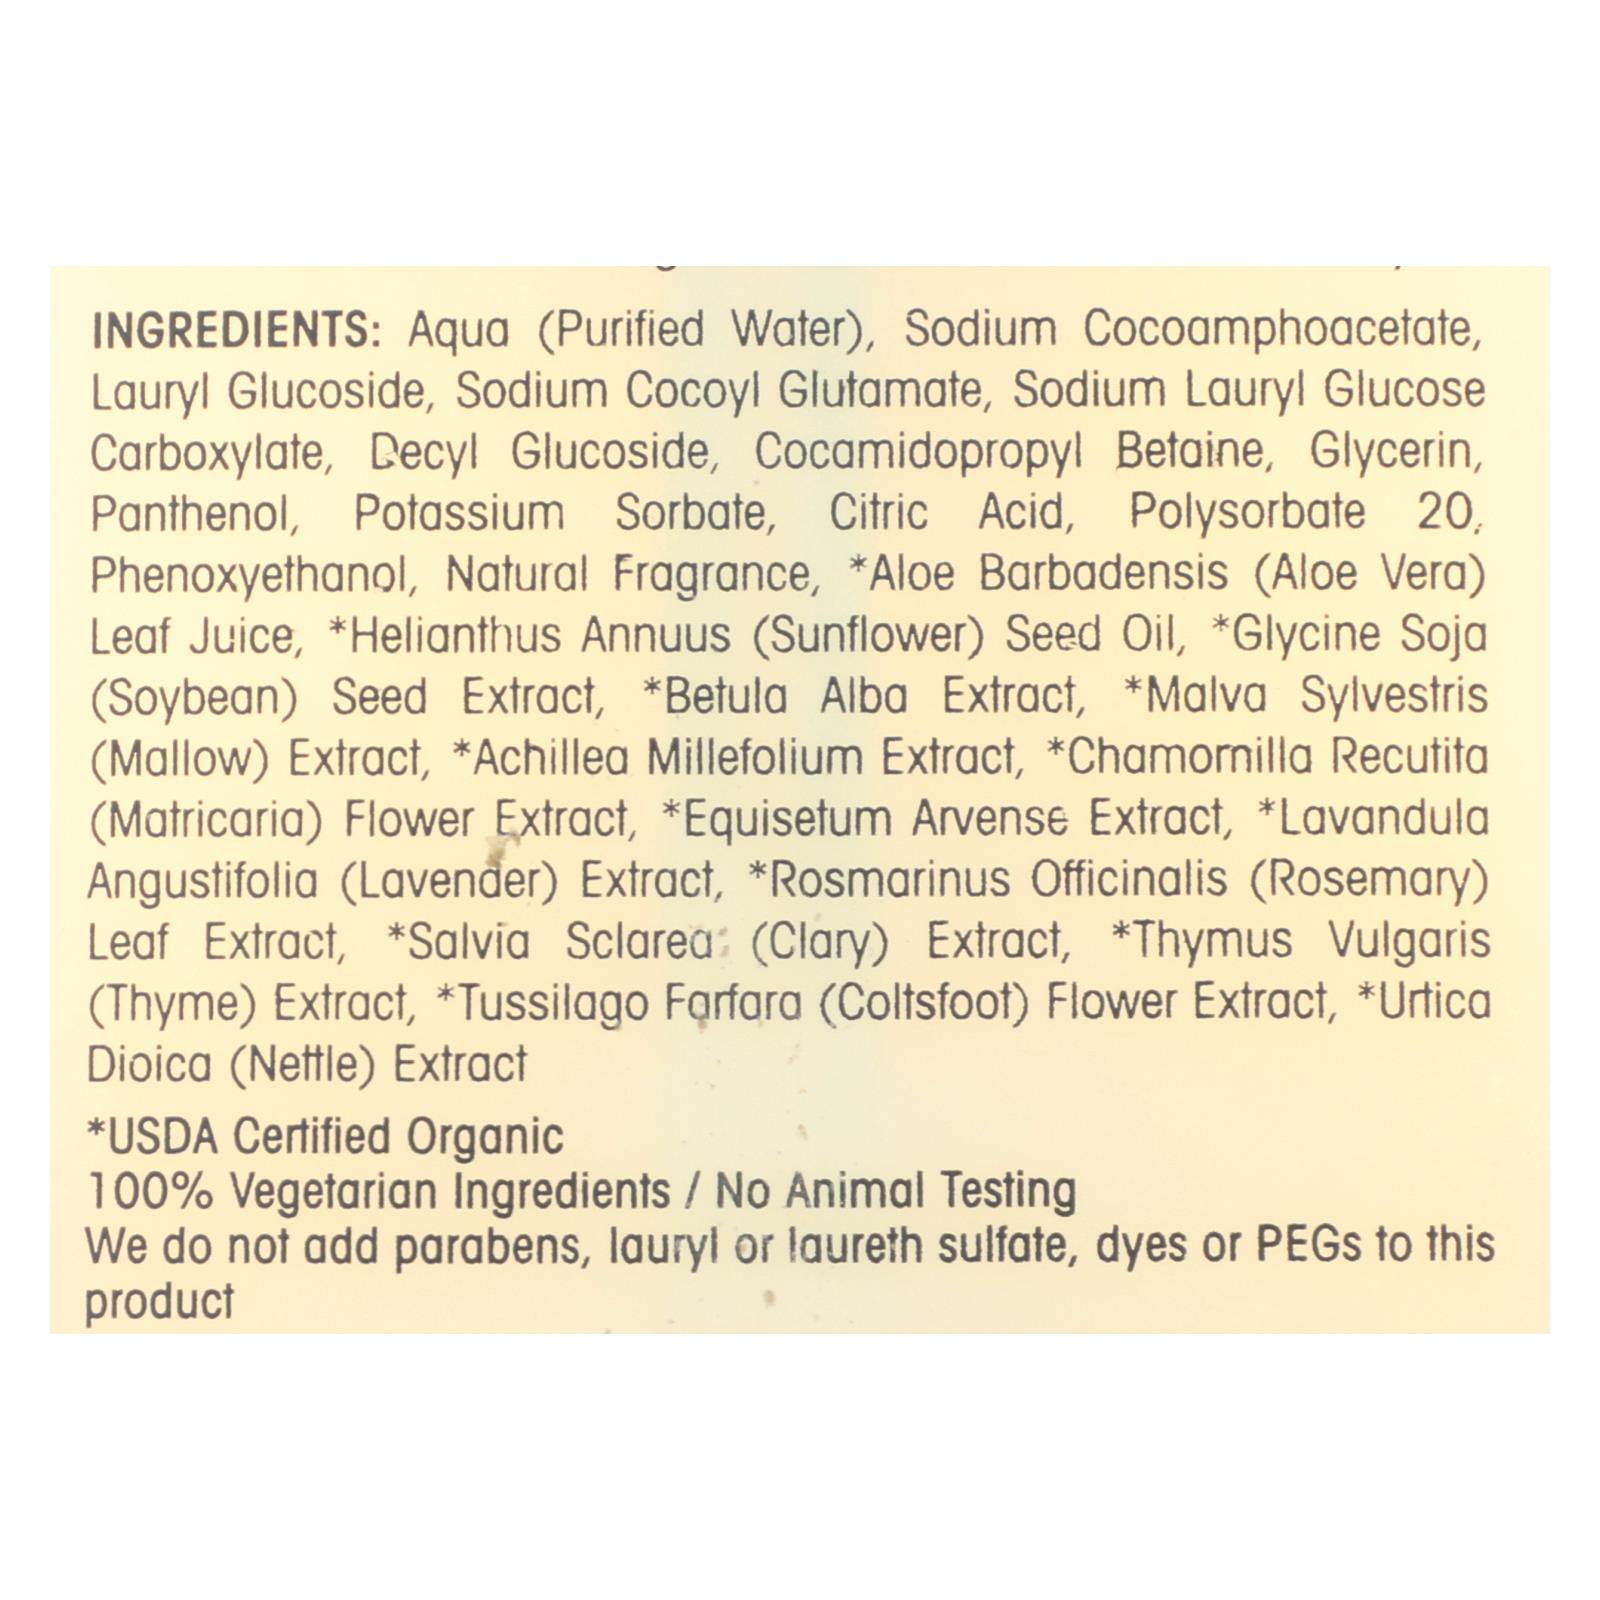 INGREDIENTS: Aqua (Purified Water), Sodium Cocoamphoacetate,
Lauryl Glucoside, Sodium Cocoyl Glutamate, Sodium Lauryl Glucose
Carboxylate, Decyl Glucoside, Cocamidopropyl Betaine, Glycerin,
Panthenol, Potassium Sorbate, Citric Acid, Polysorbate 20,
Phenoxyethanol, Natural Fragrance, *Aloe Barbadensis (Aloe Vera)
Leaf Juice, *Helianthus Annuus (Sunflower) Seed Oil, *Glycine Soja
(Soybean) Seed Extract, *Betula Alba Extract, *Malva Sylvestris
(Mallow) Extract, *Achillea Millefolium Extract, *Chamomilla Recutita
(Matricaria) Flower Extract, *Equisetum Arvense Extract, *Lavandula
Angustifolia (Lavender) Extract, *Rosmarinus Officinalis (Rosemary)
Leaf Extract, *Salvia Sclarea (Clary) Extract, *Thymus Vulgaris
(Thyme) Extract, *Tussilago Farfara (Coltsfoot) Flower Extract, *Urtica
Dioica (Nettle) Extract
*USDA Certified Organic
100% Vegetarian Ingredients / No Animal Testing
We do not add parabens, lauryl or laureth sulfate, dyes or PEGs to this
product